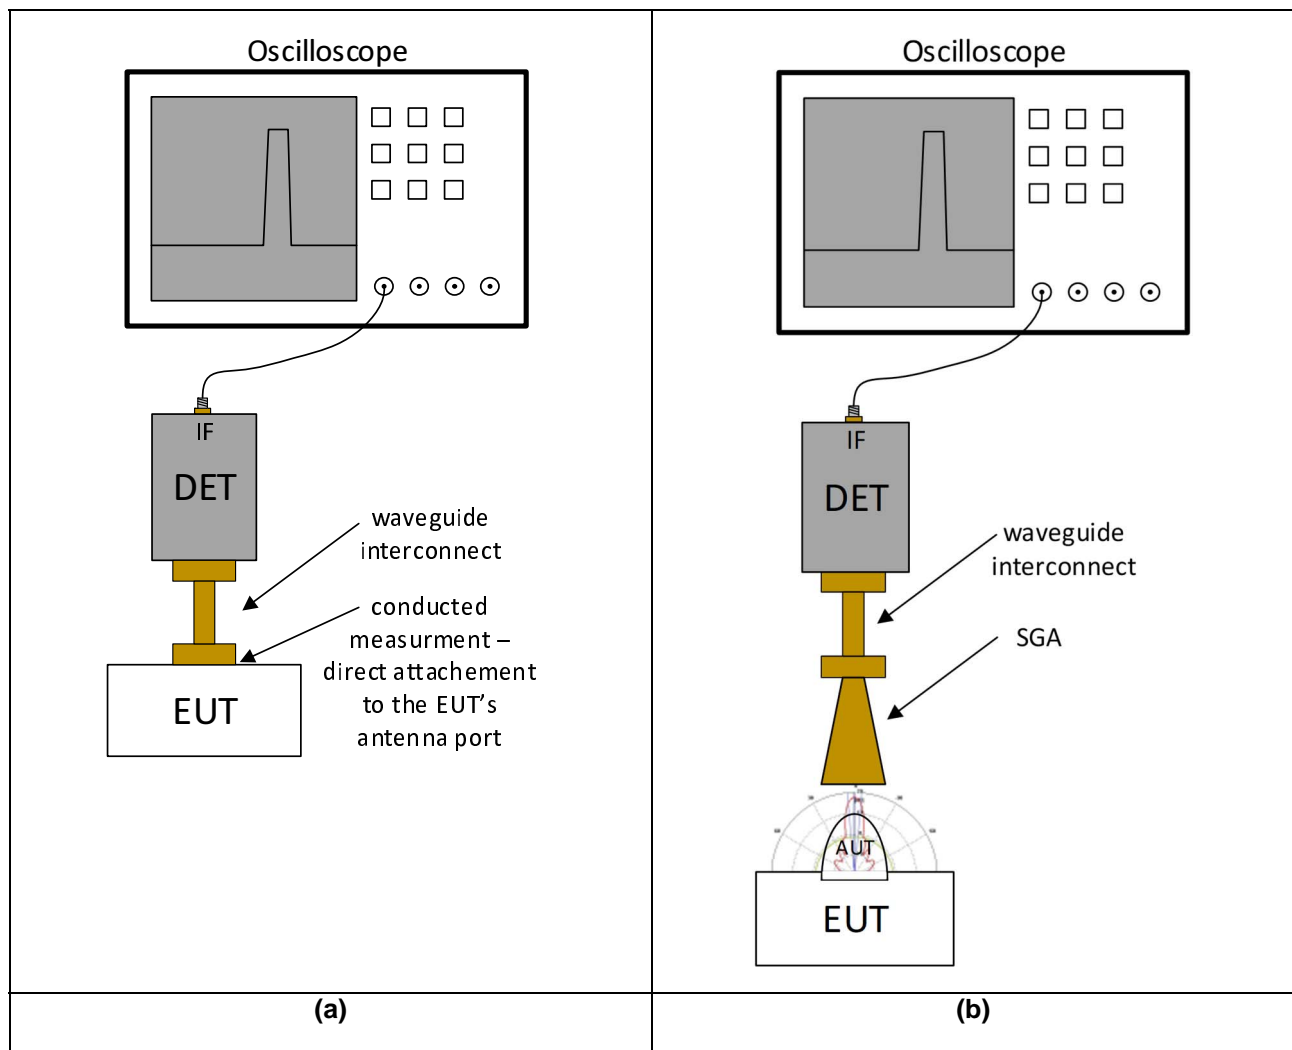 Oscilloscope
IF
DET
waveguide
interconnect
conducted
measurment –
direct attachement
to the EUT's
antenna port
EUT
(a)
Oscilloscope
IF
DET
waveguide
interconnect
SGA
AUT
EUT
(b)